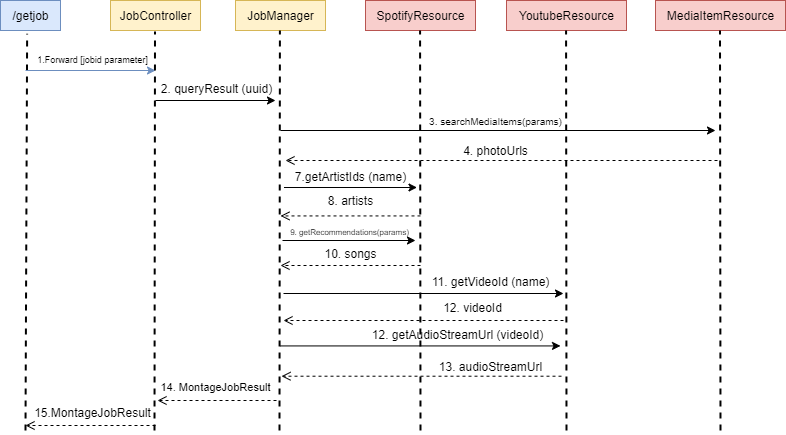 /getjob
JobController
JobManager
SpotifyResource
YoutubeResource
MediaItemResource
1.Forward [jobid parameter]
2. queryResult (uuid)
3. searchMediaItems(params)
4. photoUrls
7.getArtistIds (name)
8. artists
9. getRecommendations(params)
10. songs
11. getVideoId (name)
12. videoId
12. getAudioStreamUrl (videoId)
13. audioStreamUrl
14. MontageJobResult
15.MontageJobResult